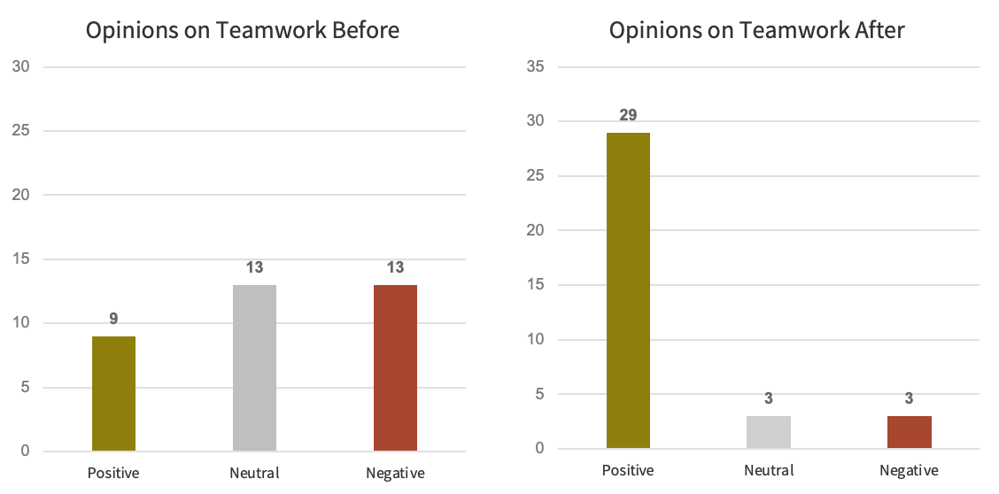 Opinions on Teamwork Before
30
25
20
15
10
5
0
9
13
13
Positive
Neutral
Negative
Opinions on Teamwork After
35
30
25
20
15
10
5
0
29
3
3
Positive
Neutral
Negative